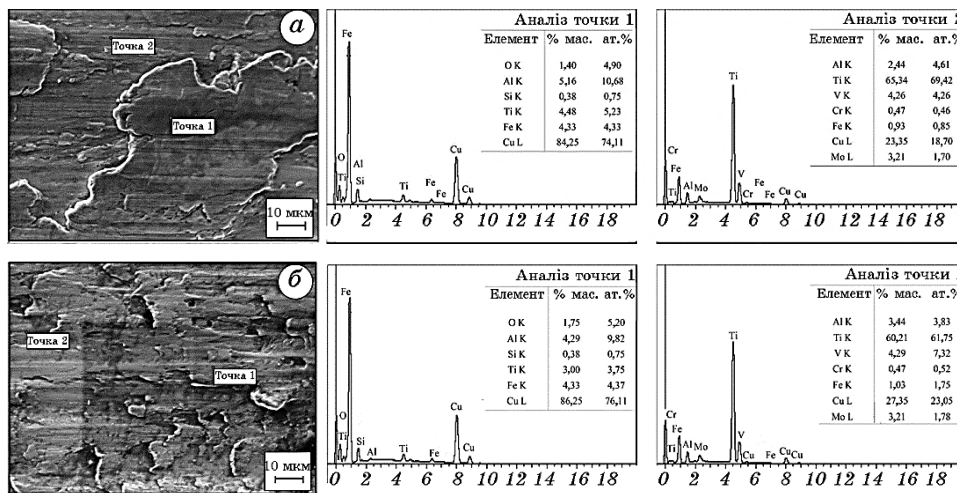 а
Точка 2
Точка 1
10 мкм
Аналіз точки 1
Елемент % мас. ат.%
O K 1,40 4,90
Al K 5,16 10,68
Si K 0,38 0,75
Ti K 4,48 5,23
Fe K 4,33 4,33
Cu L 84,25 74,11
Fe
O
Ti
Al
Si
Ti
Fe
Fe
Cu
Cu
0 2 4 6 8 10 12 14 16 18
Аналіз точки 2
Елемент % мас. ат.%
Al K 2,44 4,61
Ti K 65,34 69,42
V K 4,26 4,26
Cr K 0,47 0,46
Fe K 0,93 0,85
Cu L 23,35 18,70
Mo L 3,21 1,70
Cr
Fe
Ti
Al
Mo
Ti
V
Cr
Fe
Fe
Cu
Cu
0 2 4 6 8 10 12 14 16 18
б
Точка 2
Точка 1
10 мкм
Аналіз точки 1
Елемент % мас. ат.%
O K 1,75 5,20
Al K 4,29 9,82
Si K 0,38 0,75
Ti K 3,00 3,75
Fe K 4,33 4,37
Cu L 86,25 76,11
Fe
O
Ti
Si
Al
Ti
Fe
Cu
Cu
0 2 4 6 8 10 12 14 16 18
Аналіз точки
Елемент % мас. ат.%
Al K 3,44 3,83
Ti K 60,21 61,75
V K 4,29 7,32
Cr K 0,47 0,52
Fe K 1,03 1,75
Cu L 27,35 23,05
Mo L 3,21 1,78
Cr
Fe
Ti
Al
Mo
Ti
V
Cu
Fe
Cu
Cu
0 2 4 6 8 10 12 14 16 18